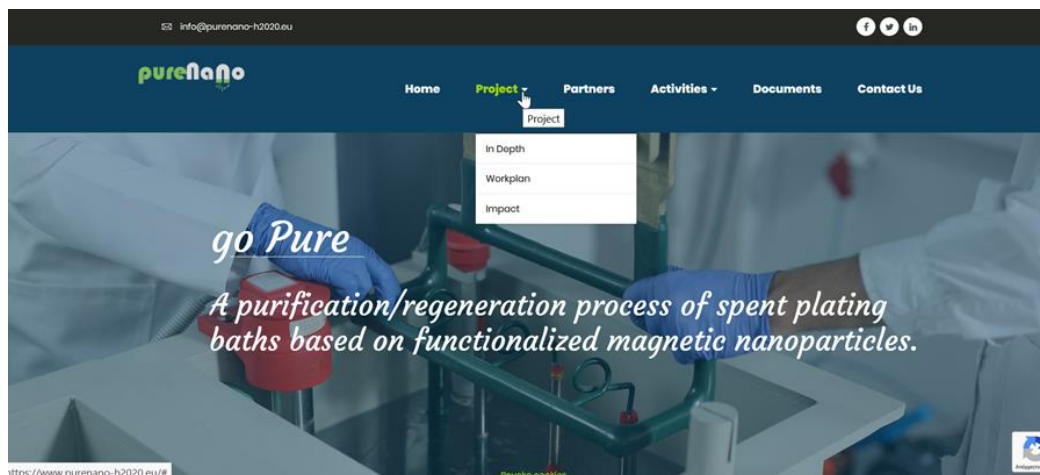 info@purenano-h2020.eu
pureNano
Home Project Partners Activities Documents Contact Us
Project
In Depth
Workplan
Impact
go Pure
A purification/regeneration process of spent plating
baths based on functionalized magnetic nanoparticles.
https://www.purenano-h2020.eu/#